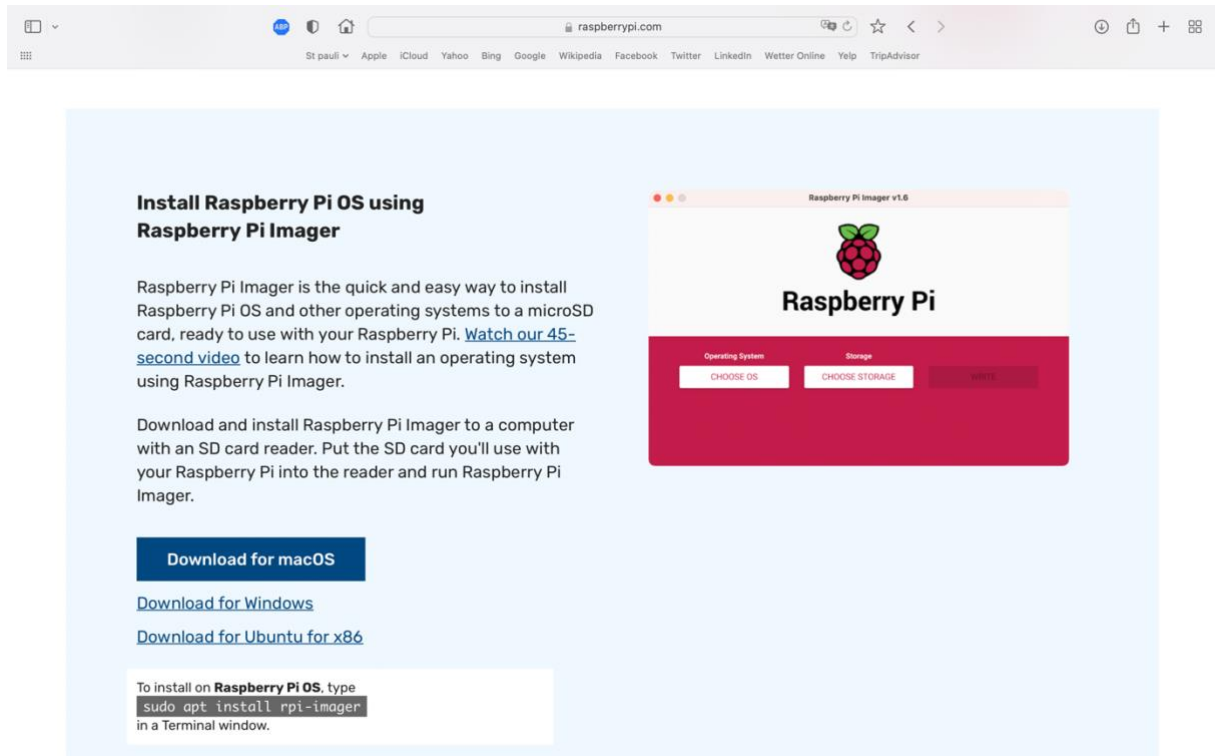 ABP
raspberrypi.com
St pauli Apple iCloud Yahoo Bing Google Wikipedia Facebook Twitter LinkedIn Wetter Online Yelp TripAdvisor
Install Raspberry Pi OS using
Raspberry Pi Imager
Raspberry Pi Imager is the quick and easy way to install
Raspberry Pi OS and other operating systems to a microSD
card, ready to use with your Raspberry Pi. Watch our 45-
second video to learn how to install an operating system
using Raspberry Pi Imager.
Download and install Raspberry Pi Imager to a computer
with an SD card reader. Put the SD card you'll use with
your Raspberry Pi into the reader and run Raspberry Pi
Imager.
Download for macOS
Download for Windows
Download for Ubuntu for x86
To install on Raspberry Pi OS, type
sudo apt install rpi-imager
in a Terminal window.
Raspberry Pi Imager v1.6
Raspberry Pi
Operating System Storage
CHOOSE OS CHOOSE STORAGE WRITE